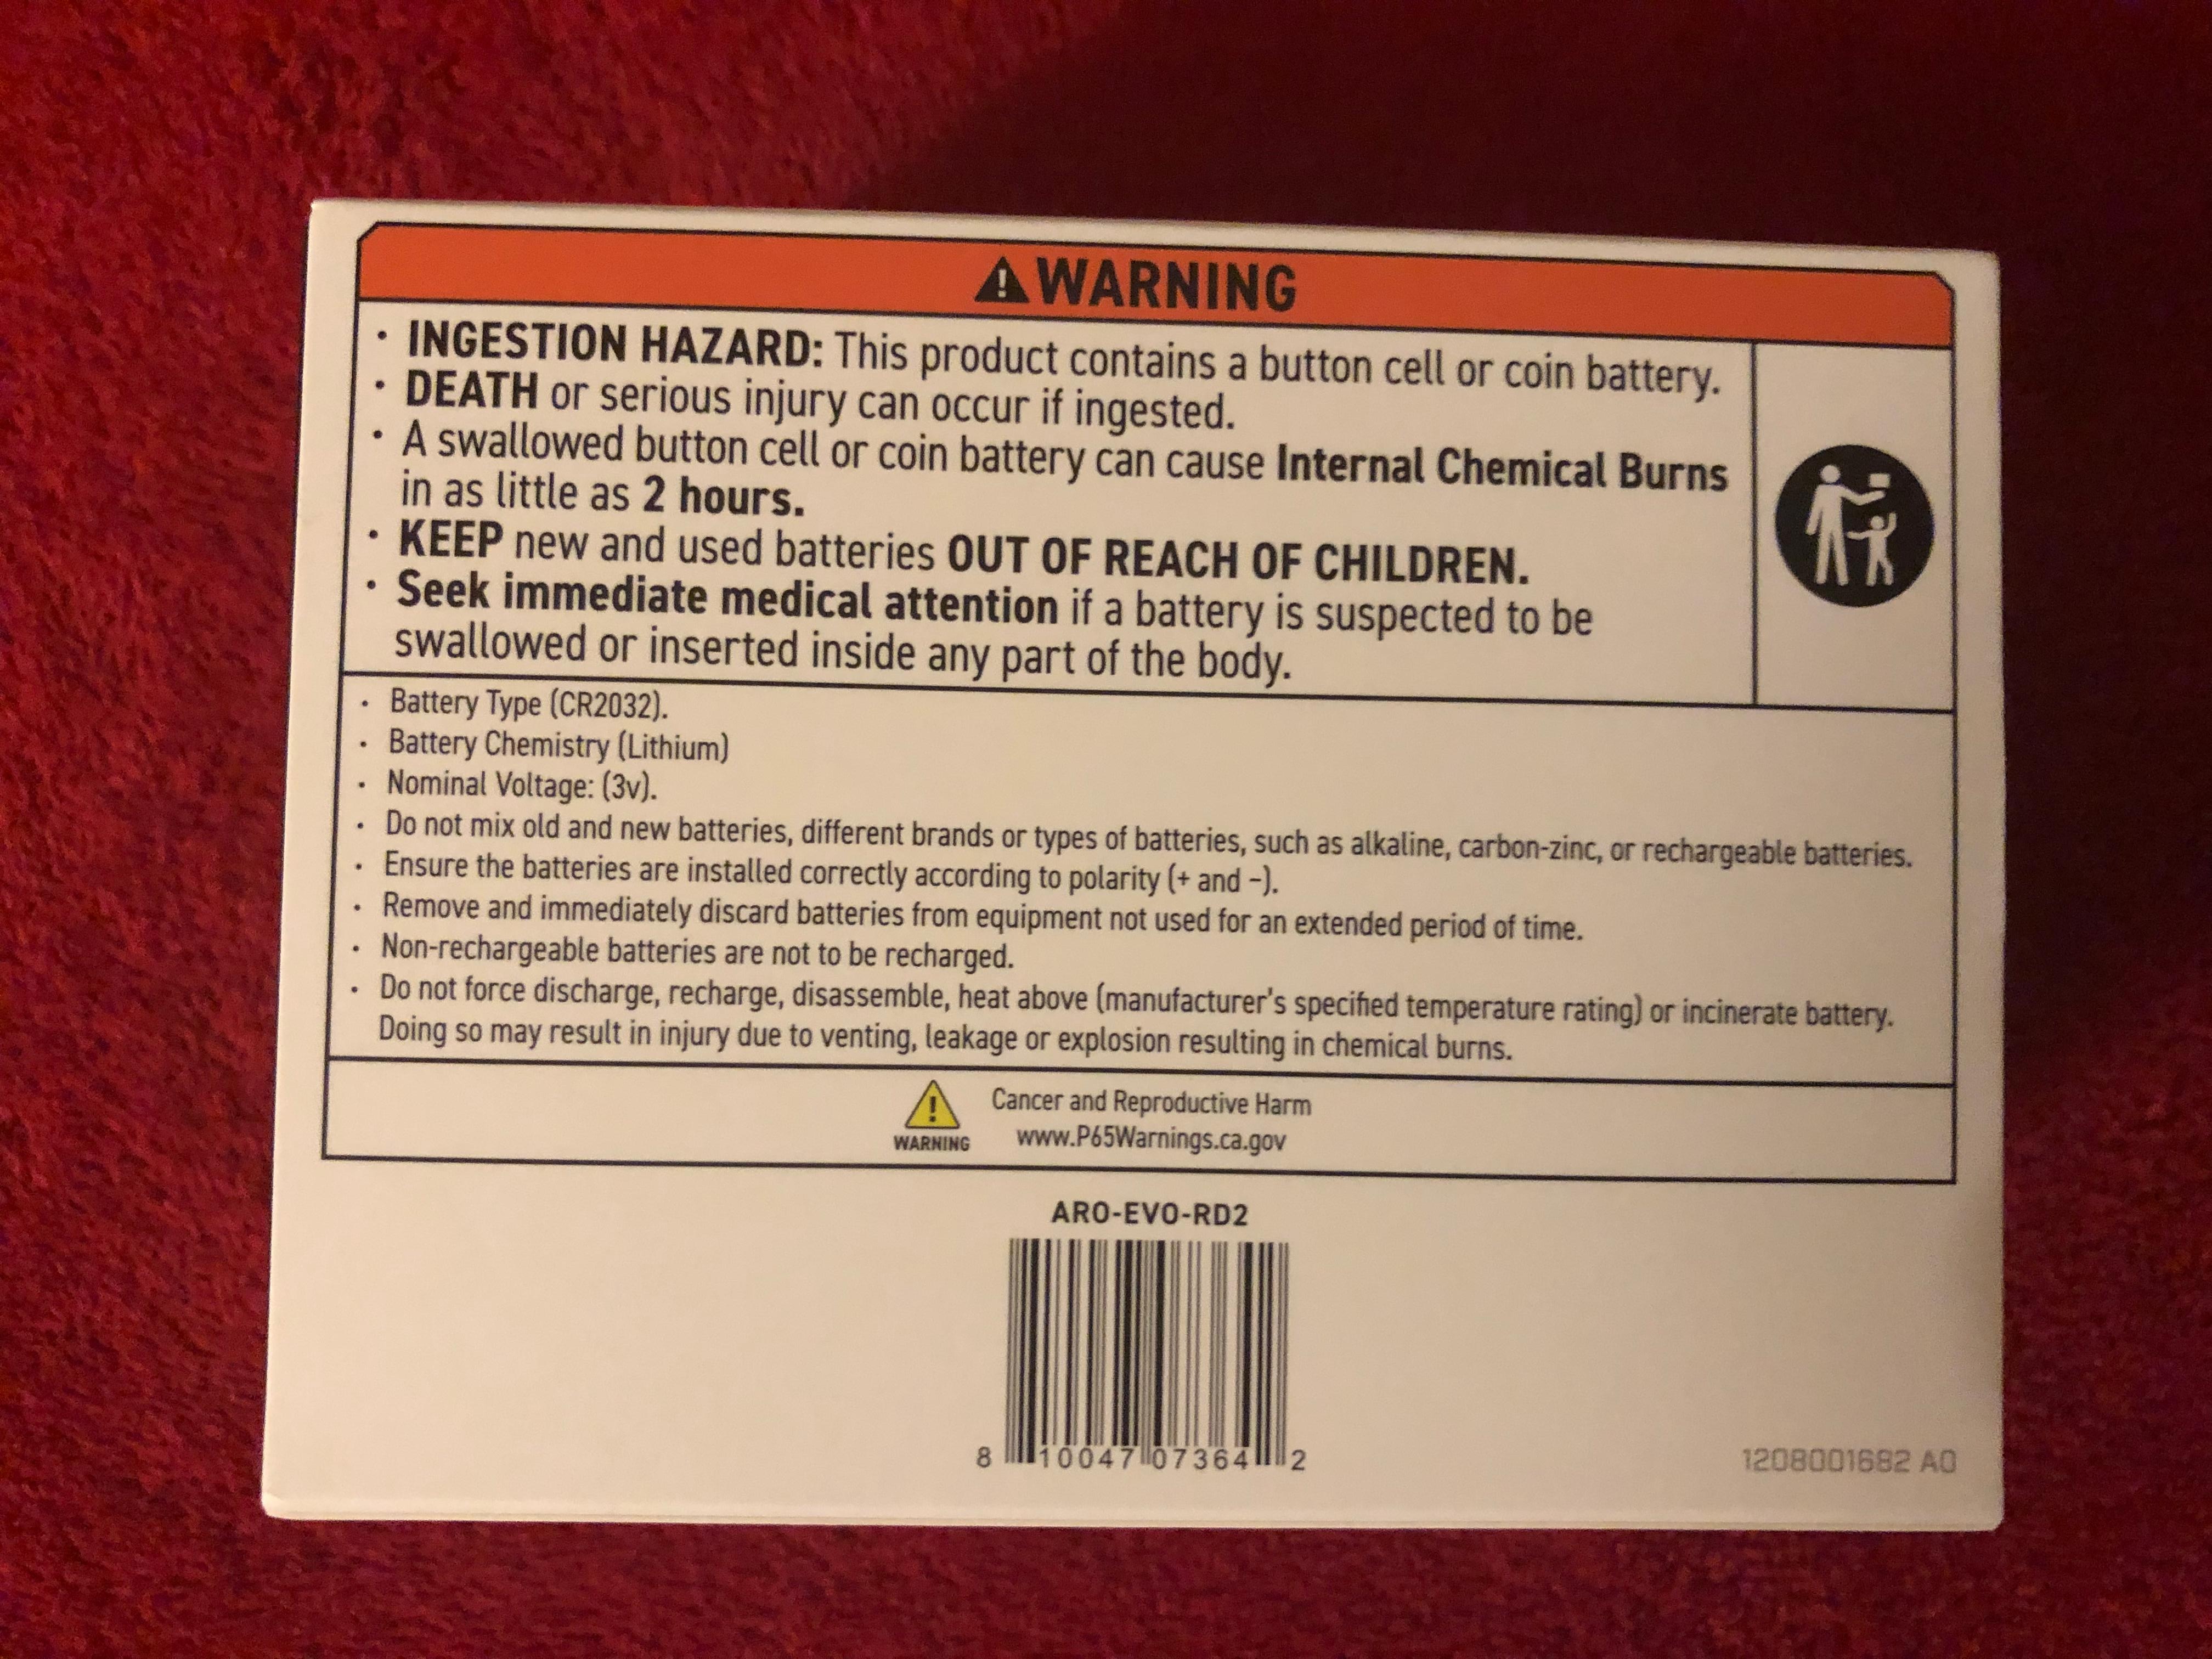 WARNING
· INGESTION HAZARD: This product contains a button cell or coin battery.
· DEATH or serious injury can occur if ingested.
· A swallowed button cell or coin battery can cause Internal Chemical Burns
in as little as 2 hours.
· KEEP new and used batteries OUT OF REACH OF CHILDREN.
· Seek immediate medical attention if a battery is suspected to be
swallowed or inserted inside any part of the body.
· Battery Type (CR2032).
· Battery Chemistry (Lithium)
· Nominal Voltage: (3v).
· Do not mix old and new batteries, different brands or types of batteries, such as alkaline, carbon-zinc, or rechargeable batteries.
· Ensure the batteries are installed correctly according to polarity (+ and −).
· Remove and immediately discard batteries from equipment not used for an extended period of time.
· Non-rechargeable batteries are not to be recharged.
· Do not force discharge, recharge, disassemble, heat above (manufacturer's specified temperature rating) or incinerate battery.
Doing so may result in injury due to venting, leakage or explosion resulting in chemical burns.
WARNING
Cancer and Reproductive Harm
www.P65Warnings.ca.gov
ARO-EVO-RD2
8 10047 07364 2
1208001682 A0